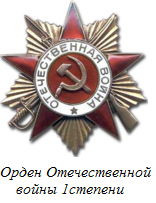 ОТЕЧЕСТВЕННАЯ ВОЙНА
Орден Отечественной
войны 1степени